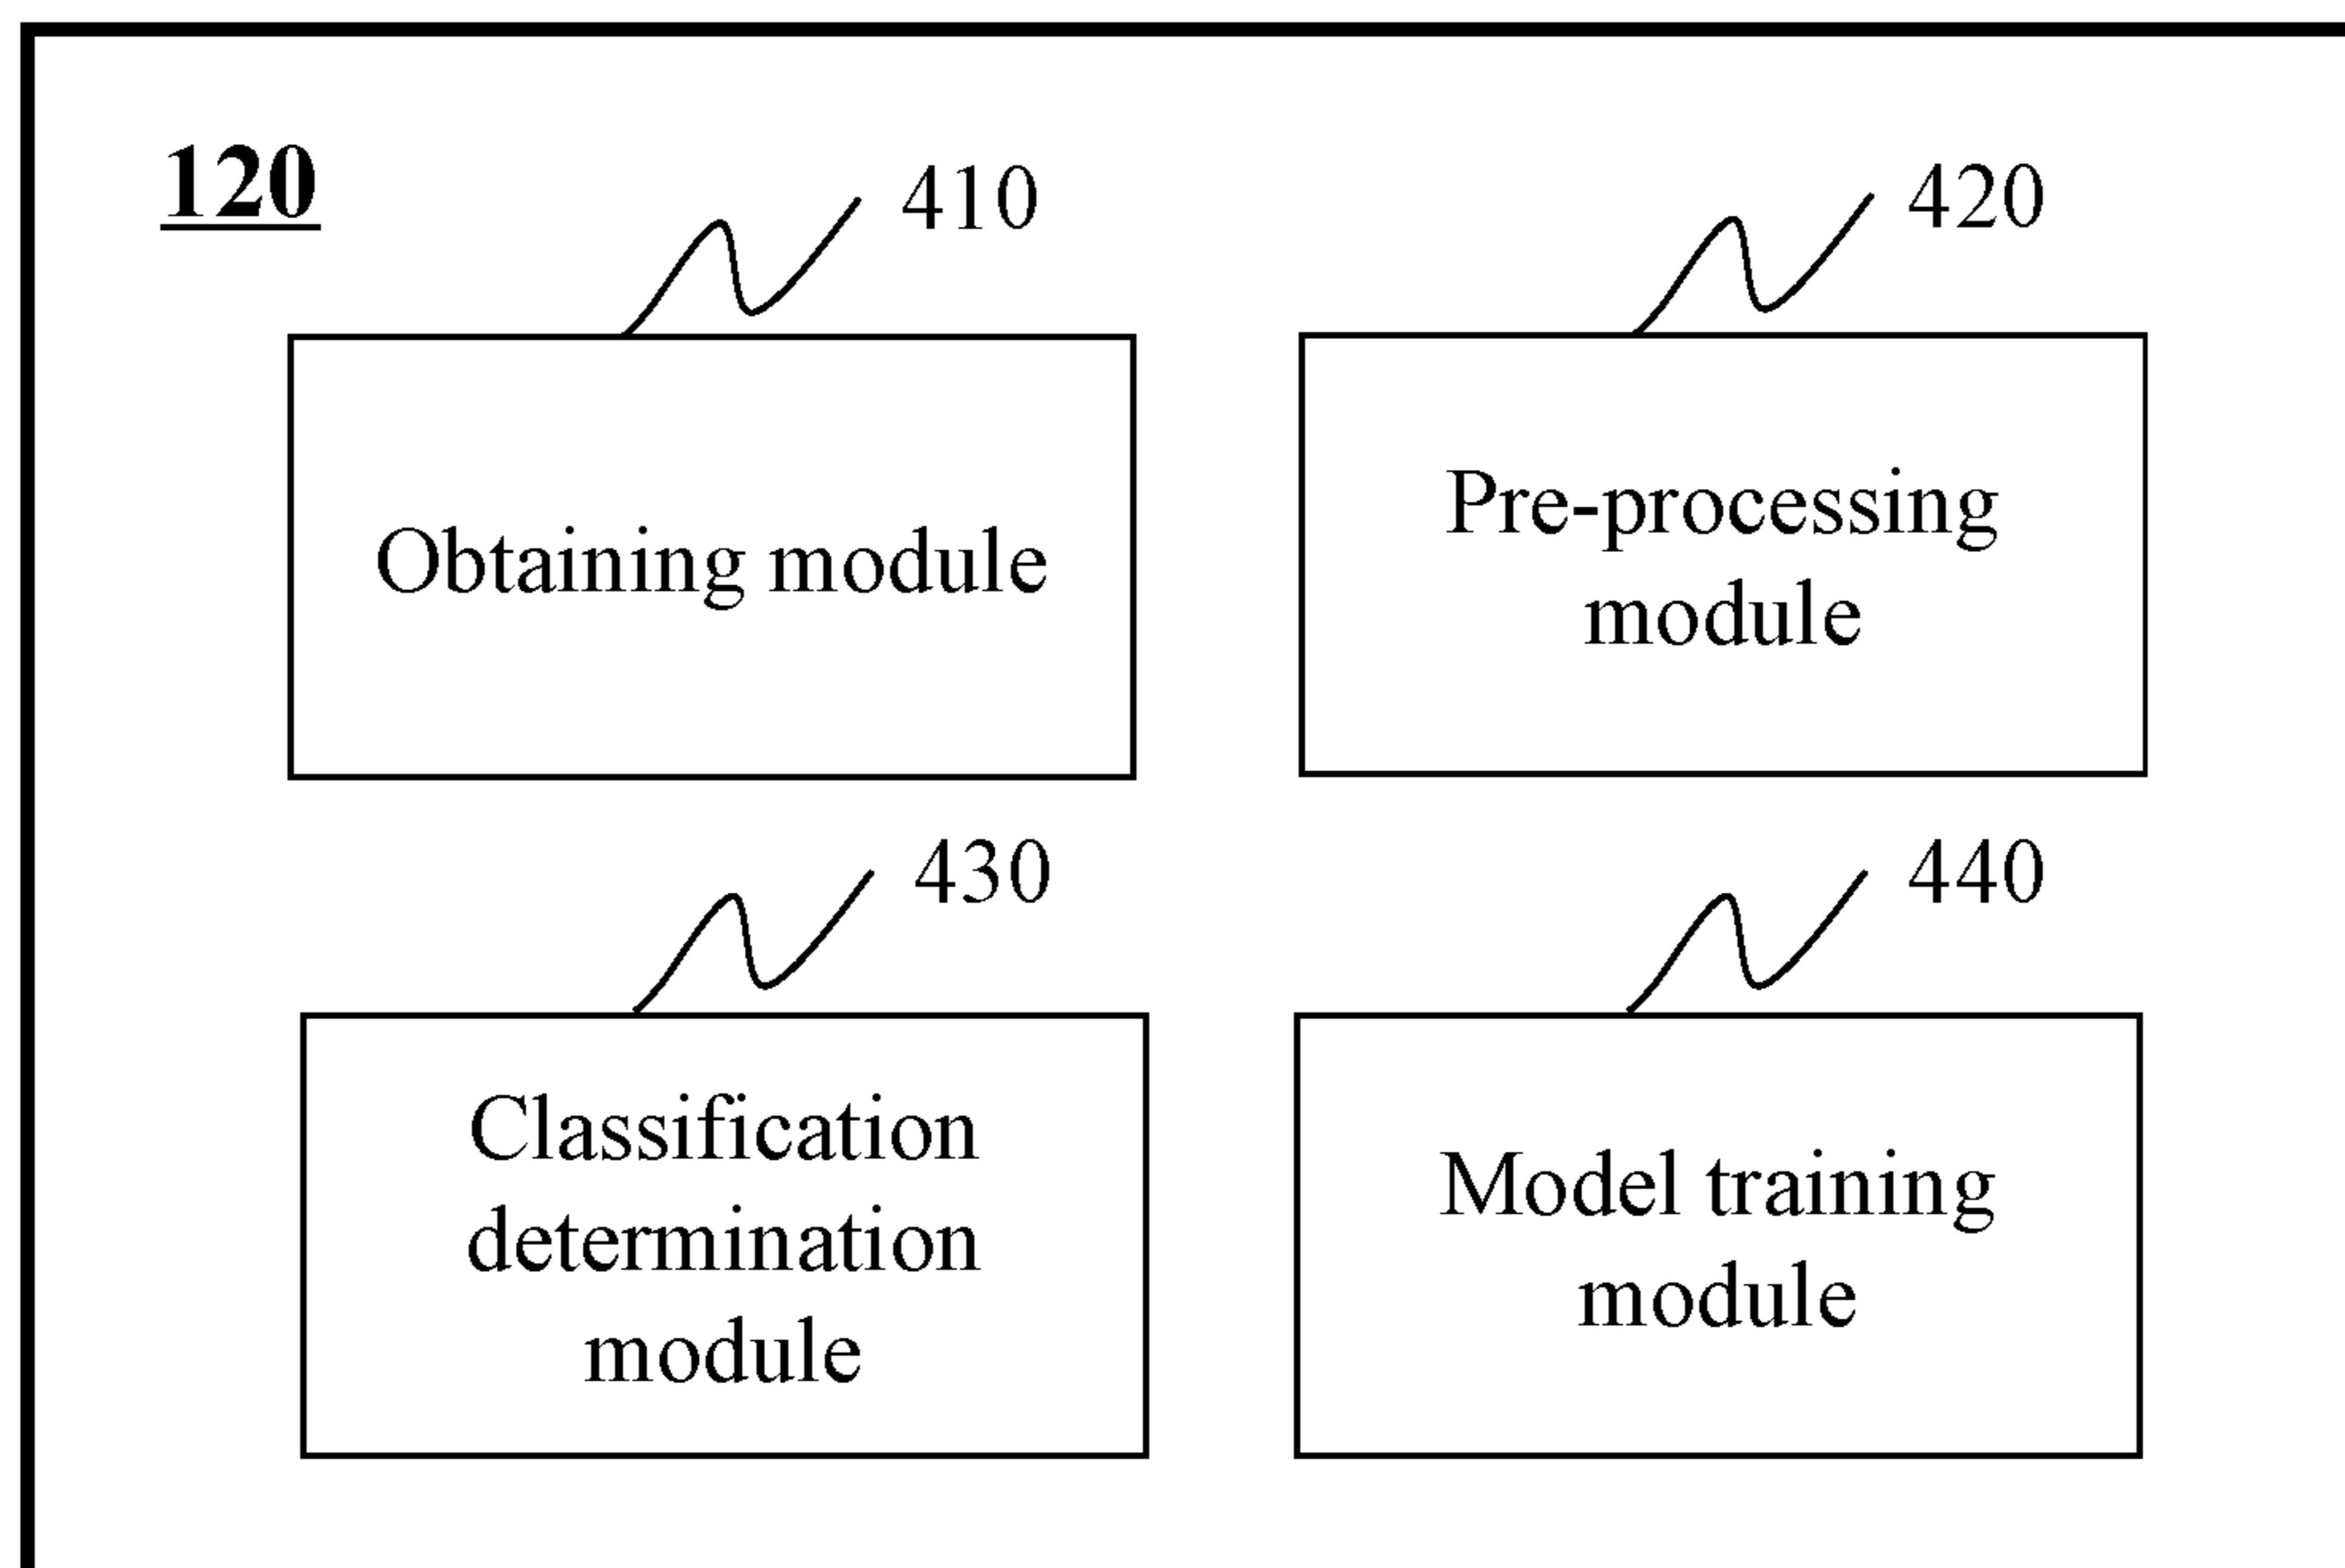 120
410
Obtaining module
420
Pre-processing
module
430
Classification
determination
module
440
Model training
module